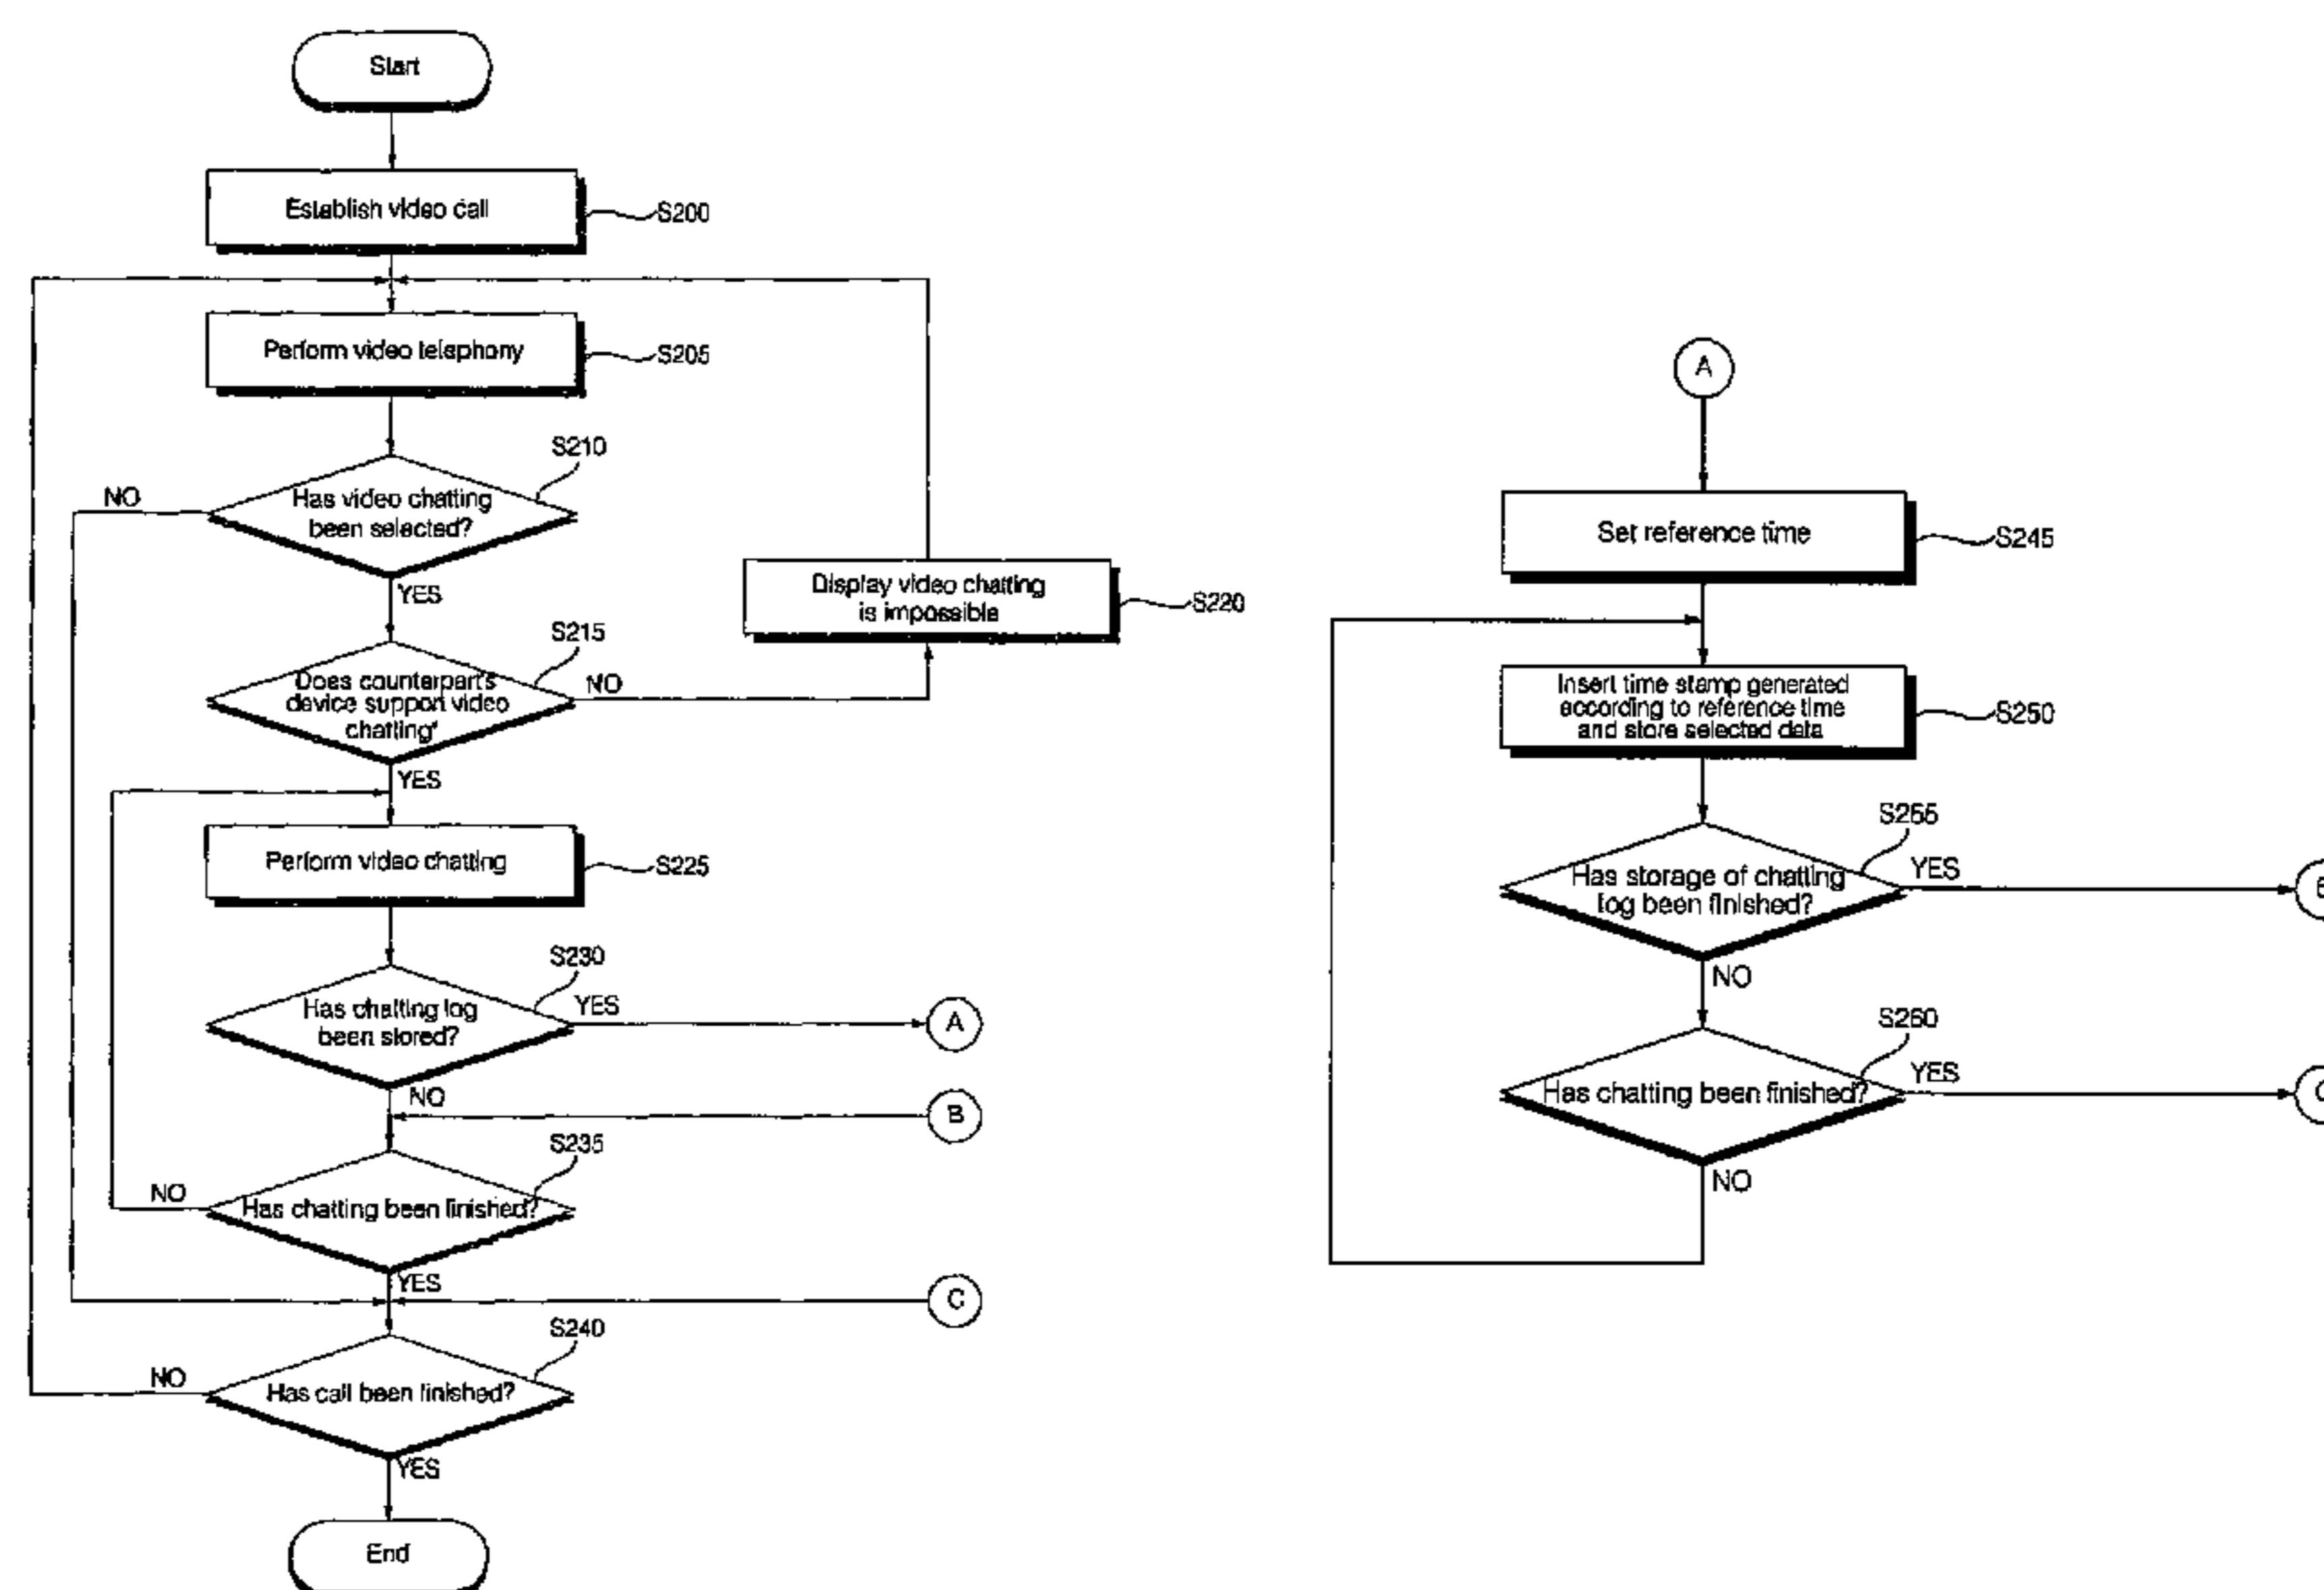 Start
Establish video call
S200
Perform video telephony
S205
S210
Has video chatting
been selected?
NO
YES
Display video chatting
is impossible
S220
S215
Does counterpart's
device support video
chatting"
NO
YES
Perform video chatting
S225
S230
Has chatting log
been stored?
YES
A
NO
B
S235
Has chatting been finished?
NO
YES
C
S240
Has call been finished?
NO
YES
End
A
Set reference time
S245
Insert time stamp generated
according to reference time
and store selected data
S250
S255
Has storage of chatting
log been finished?
YES
NO
S260
Has chatting been finished?
YES
NO